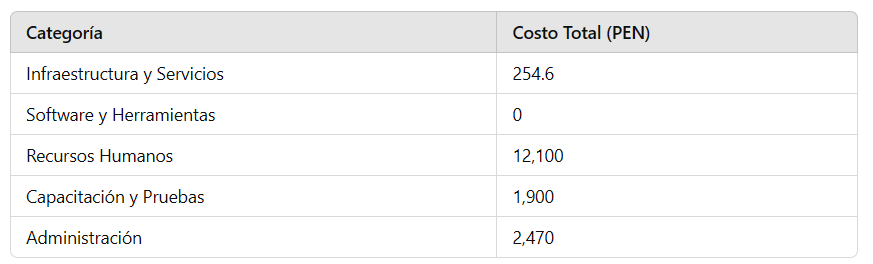 Categoría Costo Total (PEN)
Infraestructura y Servicios 254.6
Software y Herramientas 0
Recursos Humanos 12,100
Capacitación y Pruebas 1,900
Administración 2,470